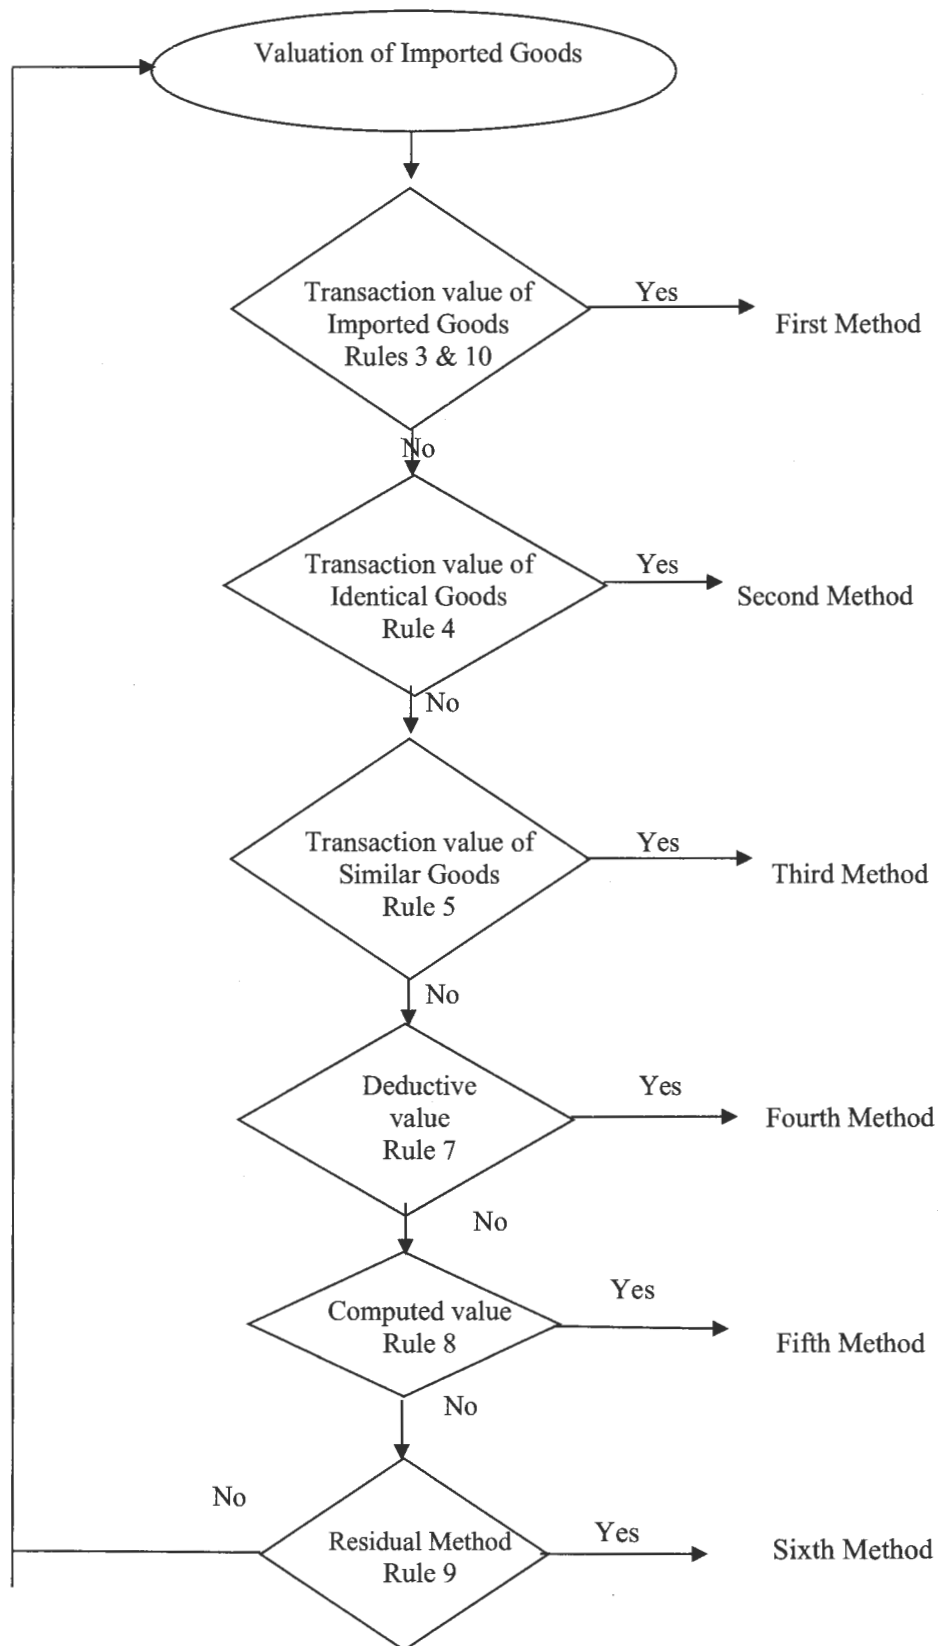 Valuation of Imported Goods
Transaction value of
Imported Goods
Rules 3 & 10
Yes
First Method
No
Transaction value of
Identical Goods
Rule 4
Yes
Second Method
No
Transaction value of
Similar Goods
Rule 5
Yes
Third Method
No
Deductive
value
Rule 7
Yes
Fourth Method
No
Computed value
Rule 8
Yes
Fifth Method
No
No
Residual Method
Rule 9
Yes
Sixth Method